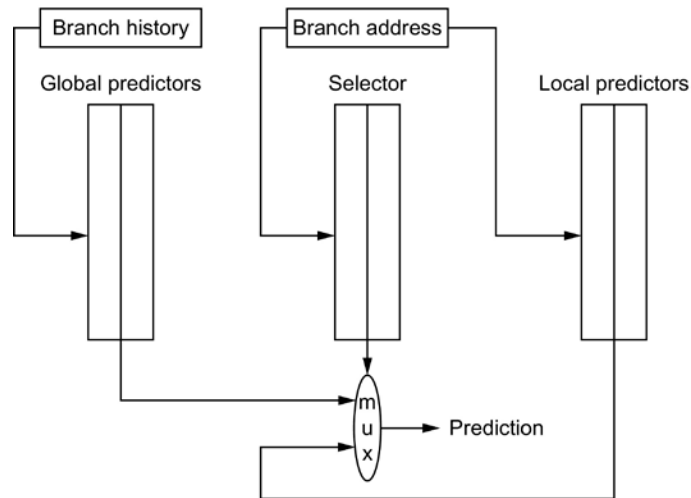 Branch history
Branch address
Global predictors
Selector
Local predictors
m
u
x
Prediction